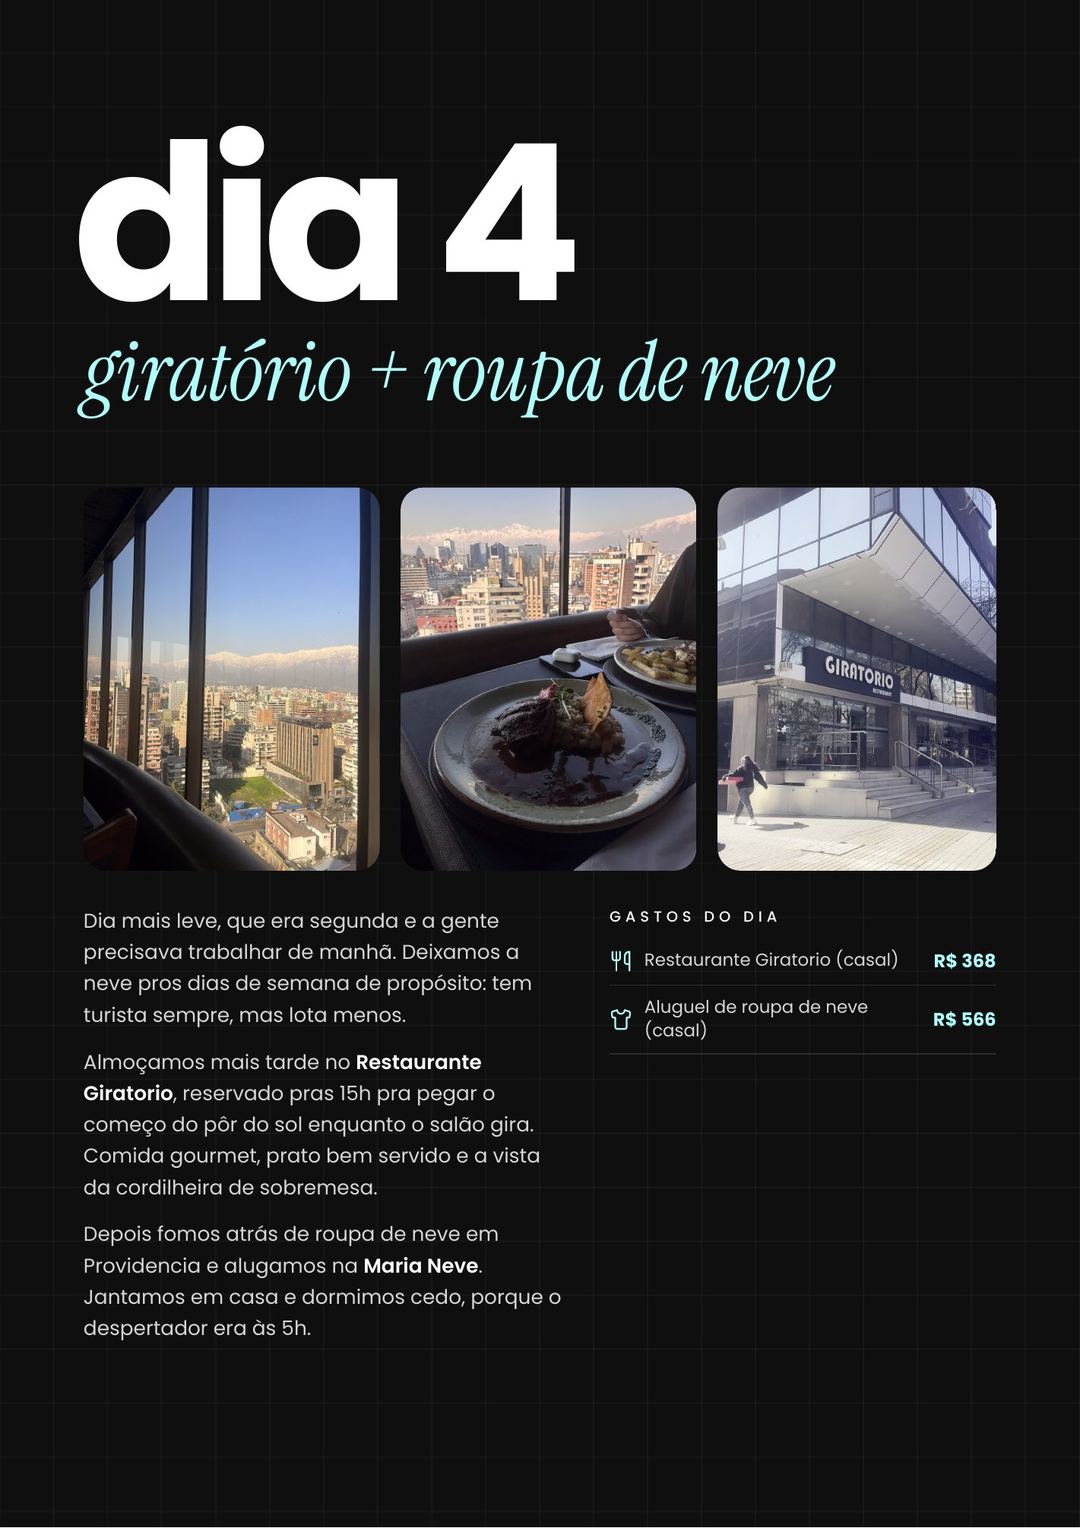 dia 4
giratório + roupa de neve
GIRATORIO
RESTAURANT
Dia mais leve, que era segunda e a gente
precisava trabalhar de manhã. Deixamos a
neve pros dias de semana de propósito: tem
turista sempre, mas lota menos.
Almoçamos mais tarde no Restaurante
Giratorio, reservado pras 15h pra pegar o
começo do pôr do sol enquanto o salão gira.
Comida gourmet, prato bem servido e a vista
da cordilheira de sobremesa.
Depois fomos atrás de roupa de neve em
Providencia e alugamos na Maria Neve.
Jantamos em casa e dormimos cedo, porque o
despertador era às 5h.
GASTOS DO DIA
Restaurante Giratorio (casal) R$ 368
Aluguel de roupa de neve
(casal) R$ 566